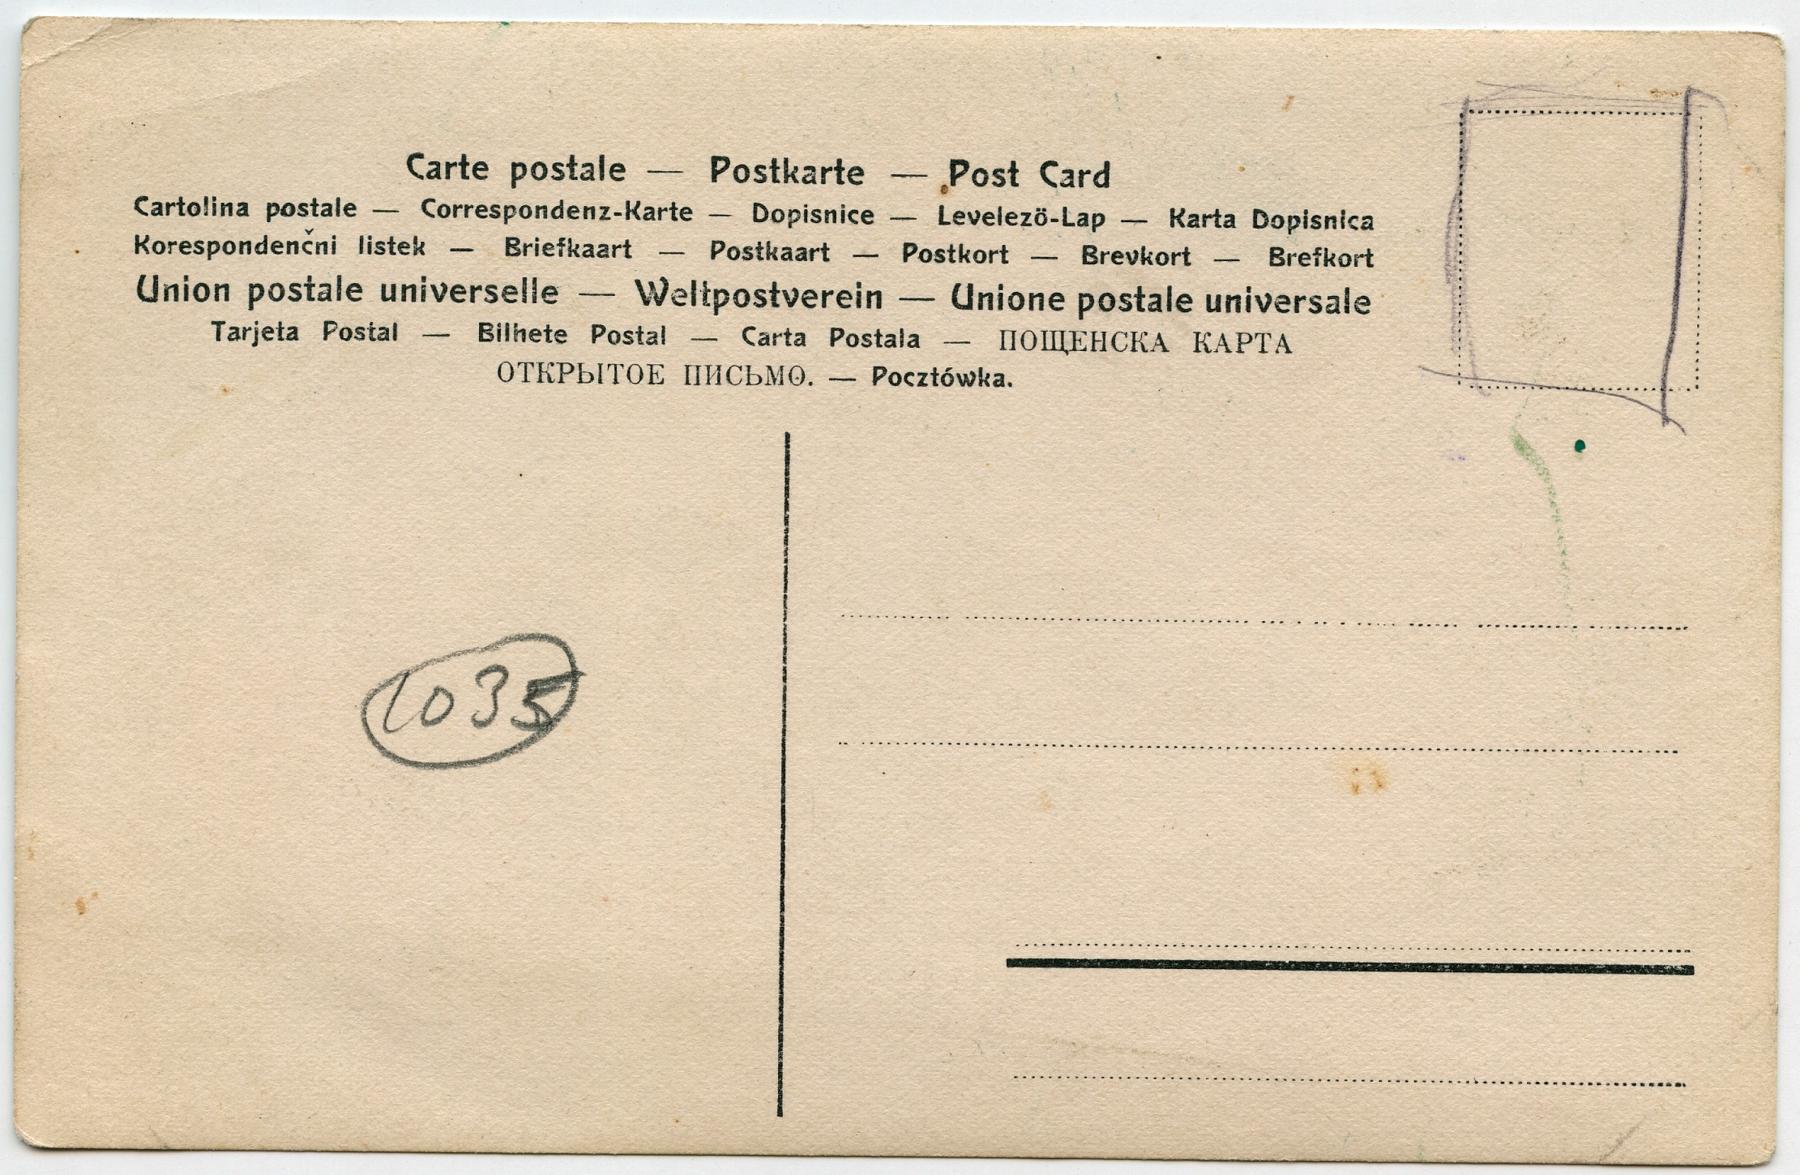 Carte postale — Postkarte — Post Card
Cartolina postale — Correspondenz-Karte — Dopisnice — Levelezö-Lap — Karta Dopisnica
Korespondenčni listek — Briefkaart — Postkaart — Postkort — Brevkort — Brefkort
Union postale universelle — Weltpostverein — Unione postale universale
Tarjeta Postal — Bilhete Postal — Carta Postala — ПОЩЕНСКА КАРТА
ОТКРЫТОЕ ПИСЬМО. — Pocztówka.
1035